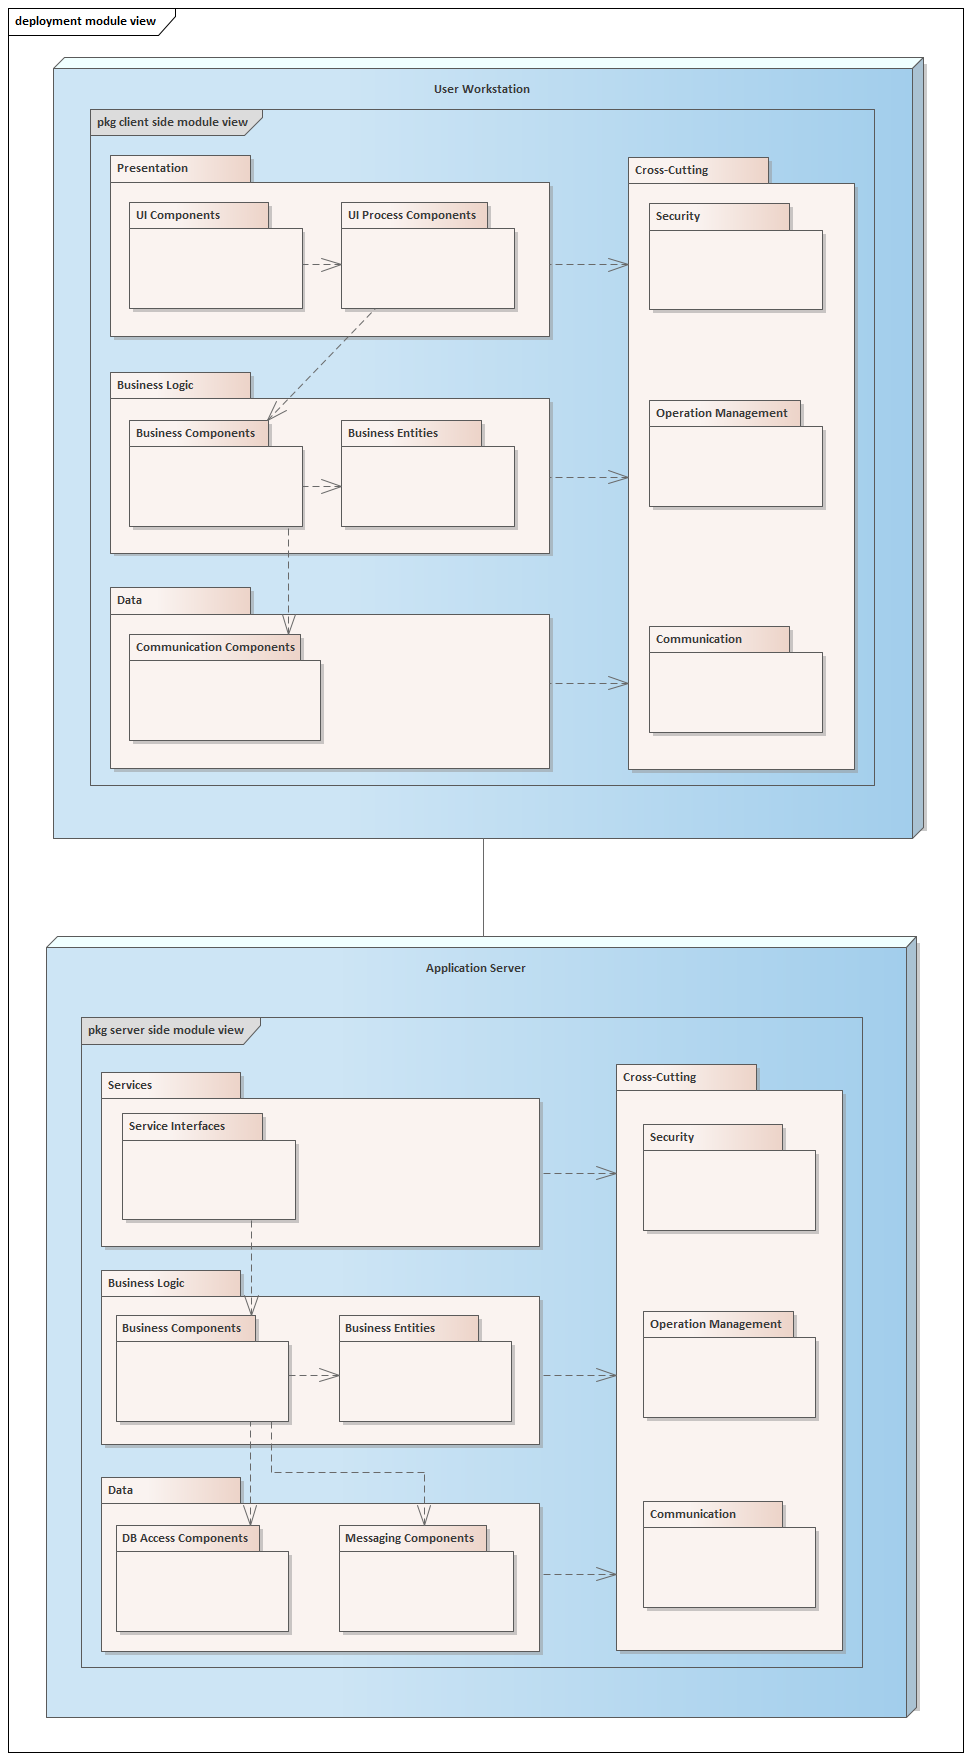 deployment module view
User Workstation
pkg client side module view
Presentation
Cross-Cutting
UI Components
UI Process Components
Security
Business Logic
Business Components
Business Entities
Operation Management
Data
Communication Components
Communication
Application Server
pkg server side module view
Services
Cross-Cutting
Service Interfaces
Security
Business Logic
Business Components
Business Entities
Operation Management
Data
DB Access Components
Messaging Components
Communication